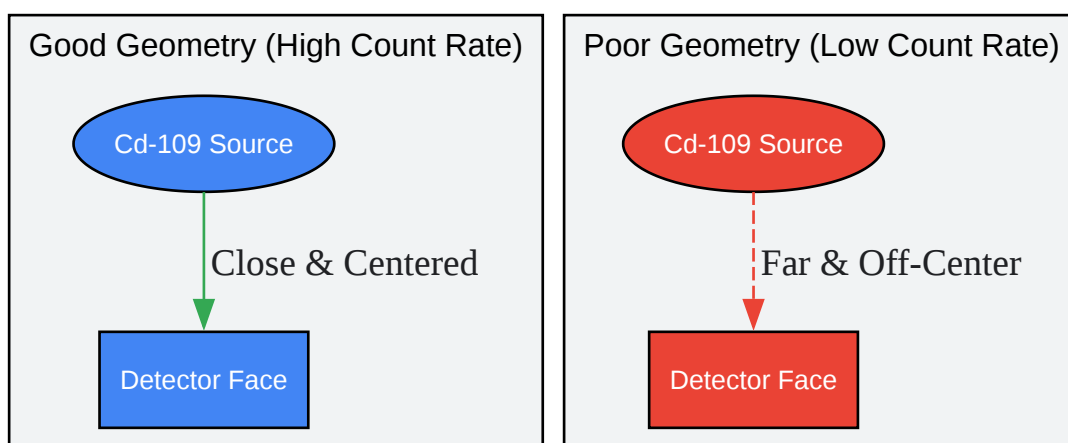 Good Geometry (High Count Rate)
Cd-109 Source
Close & Centered
Detector Face
Poor Geometry (Low Count Rate)
Cd-109 Source
Far & Off-Center
Detector Face